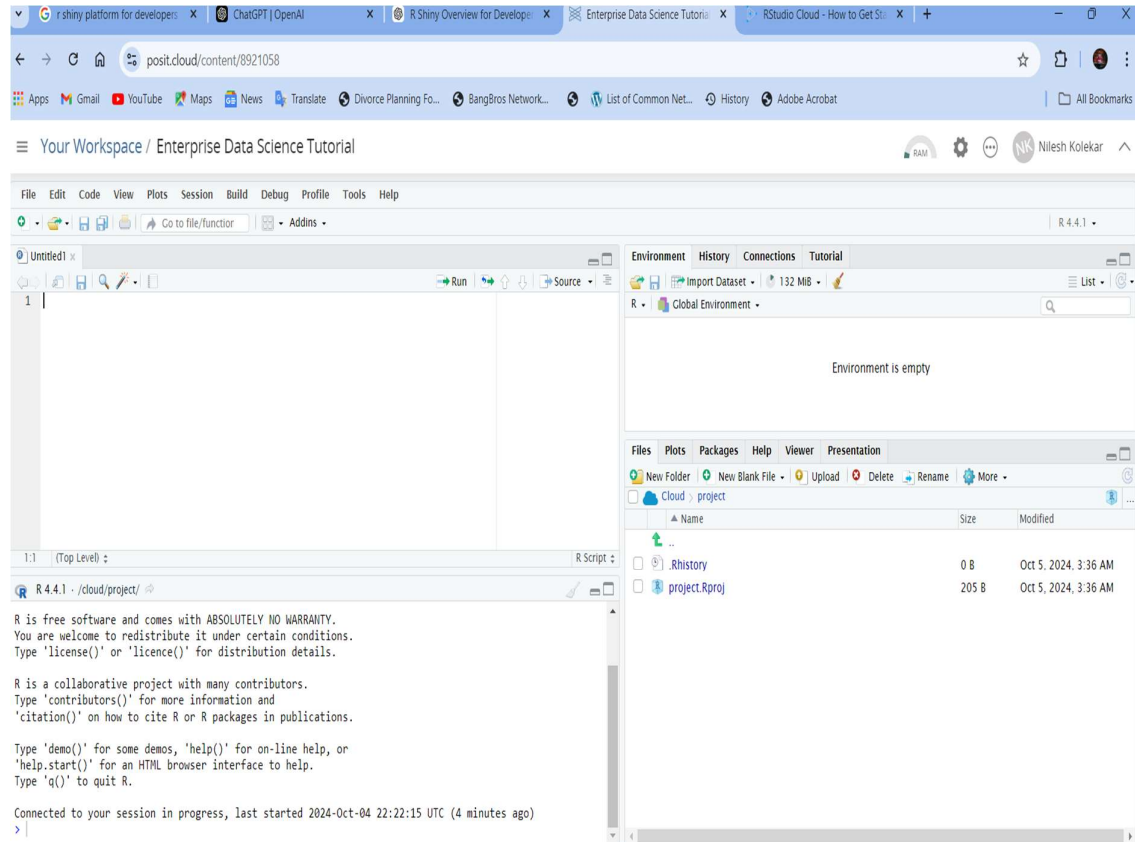 r shiny platform for developers
ChatGPT | OpenAI
R Shiny Overview for Develope
Enterprise Data Science Tutoria
RStudio Cloud - How to Get Sta
posit.cloud/content/8921058
Apps Gmail YouTube Maps News Translate Divorce Planning Fo... BangBros Network... List of Common Net... History Adobe Acrobat All Bookmarks
Your Workspace / Enterprise Data Science Tutorial RAM NK Nilesh Kolekar
File Edit Code View Plots Session Build Debug Profile Tools Help
Go to file/function Addins R 4.4.1
Untitled1
Run Source
1
1:1 (Top Level) R Script
R 4.4.1 · /cloud/project/
R is free software and comes with ABSOLUTELY NO WARRANTY.
You are welcome to redistribute it under certain conditions.
Type 'license()' or 'licence()' for distribution details.
R is a collaborative project with many contributors.
Type 'contributors()' for more information and
'citation()' on how to cite R or R packages in publications.
Type 'demo()' for some demos, 'help()' for on-line help, or
'help.start()' for an HTML browser interface to help.
Type 'q()' to quit R.
Connected to your session in progress, last started 2024-Oct-04 22:22:15 UTC (4 minutes ago)
>
Environment History Connections Tutorial
Import Dataset 132 MiB List
R Global Environment
Environment is empty
Files Plots Packages Help Viewer Presentation
New Folder New Blank File Upload Delete Rename More
Cloud > project ...
Name Size Modified
..
.Rhistory 0 B Oct 5, 2024, 3:36 AM
project.Rproj 205 B Oct 5, 2024, 3:36 AM